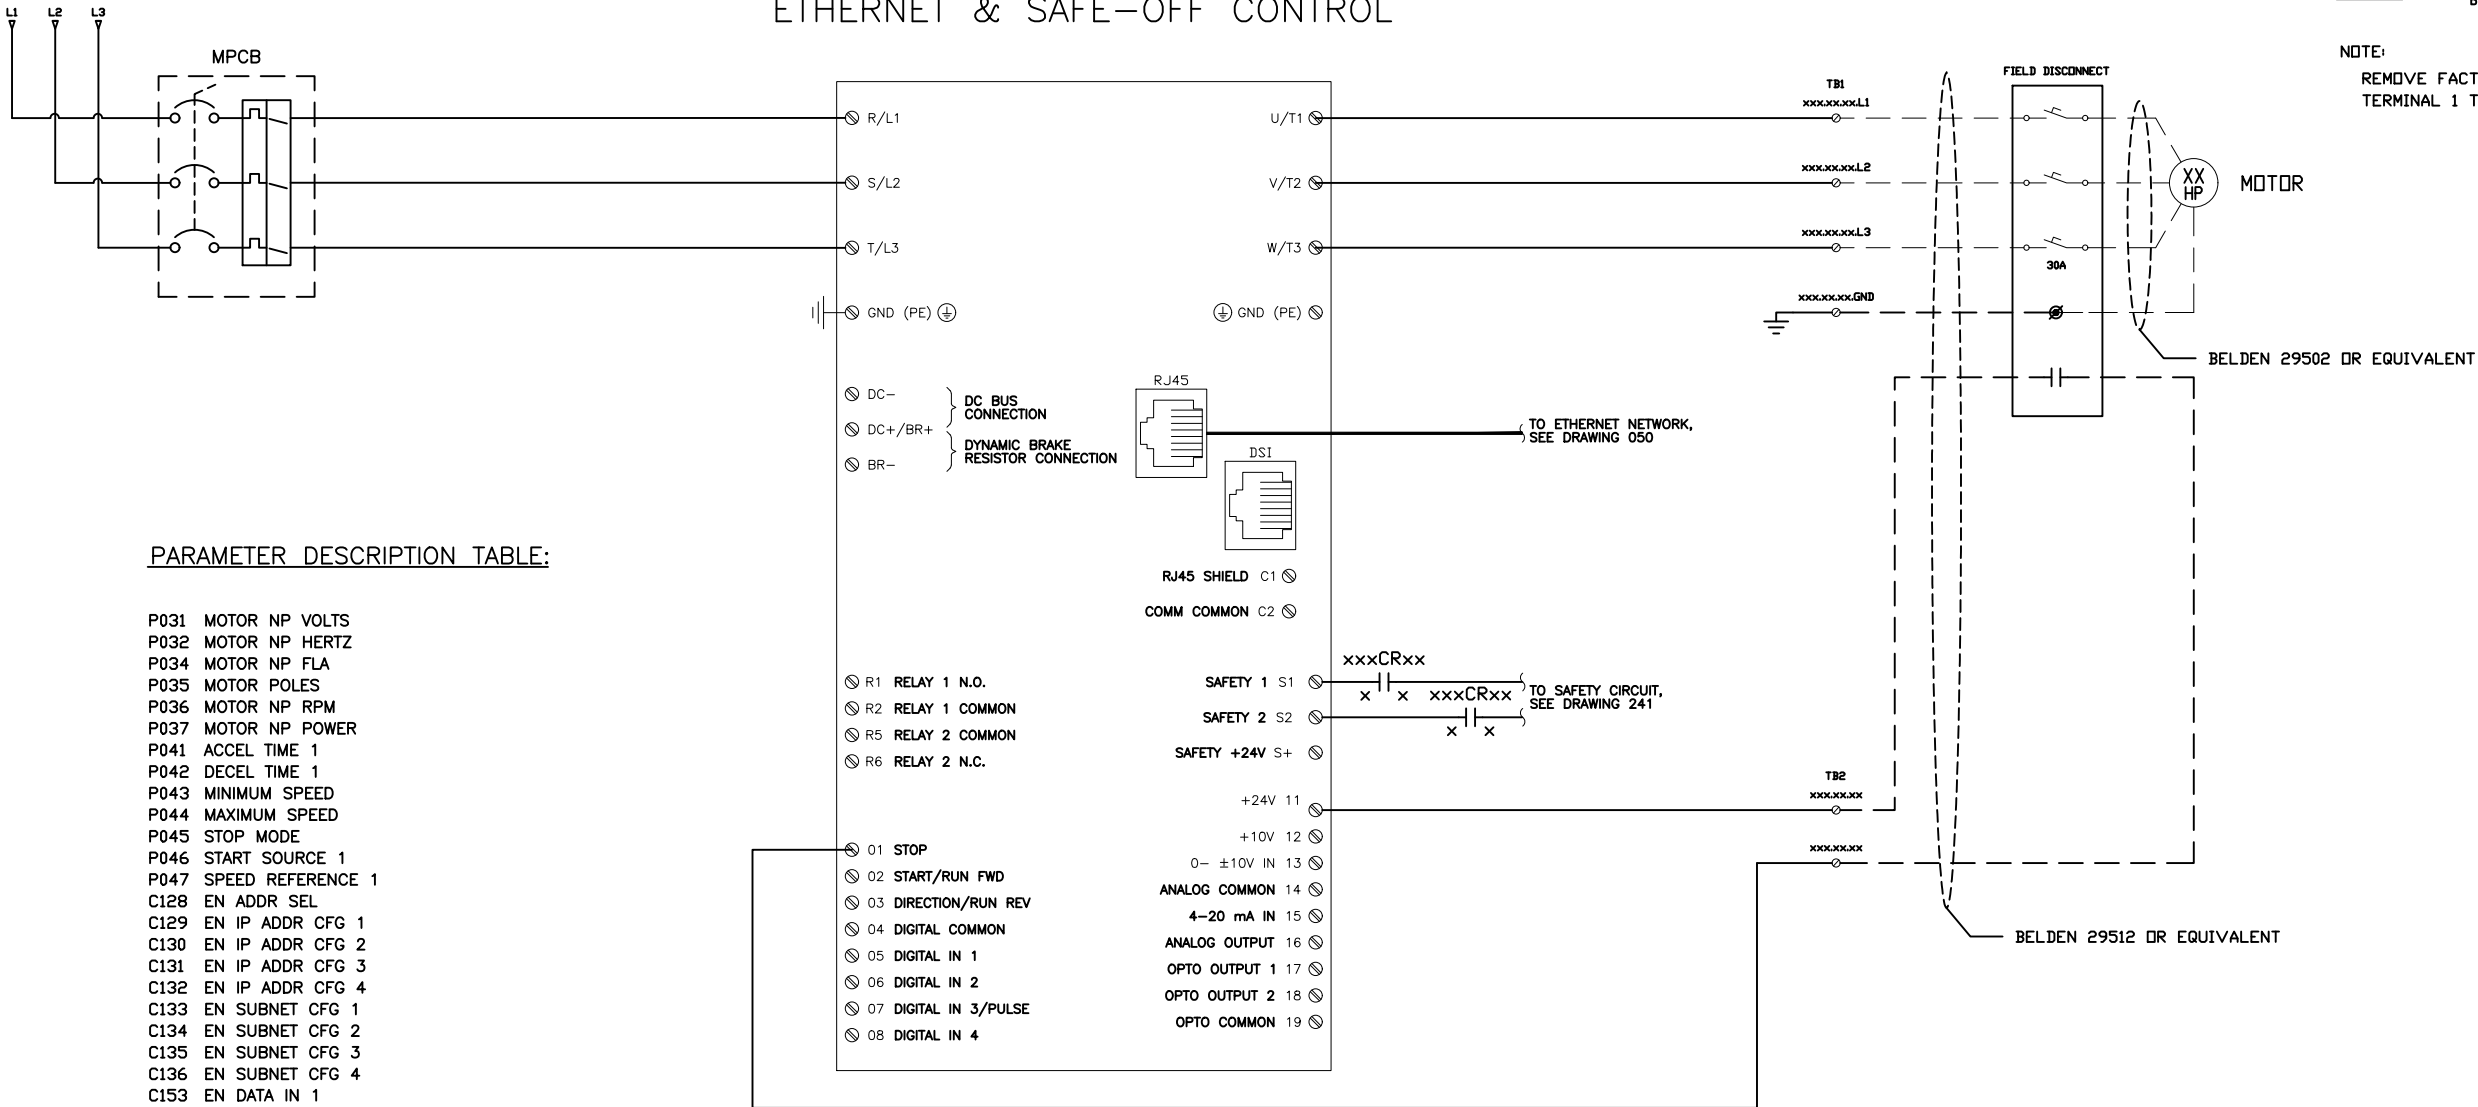 L1 L2 L3
ETHERNET & SAFE-OFF CONTROL
MPCB
NOTE:
REMOVE FACT
TERMINAL 1 T
R/L1
S/L2
T/L3
GND (PE)
U/T1
V/T2
W/T3
GND (PE)
TB1
xxx.xx.xx.L1
xxx.xx.xx.L2
xxx.xx.xx.L3
xxx.xx.xx.GND
FIELD DISCONNECT
30A
XX
HP
MOTOR
BELDEN 29502 OR EQUIVALENT
DC-
DC+/BR+
BR-
DC BUS
CONNECTION
DYNAMIC BRAKE
RESISTOR CONNECTION
RJ45
TO ETHERNET NETWORK,
SEE DRAWING 050
DSI
RJ45 SHIELD C1
COMM COMMON C2
PARAMETER DESCRIPTION TABLE:
P031 MOTOR NP VOLTS
P032 MOTOR NP HERTZ
P034 MOTOR NP FLA
P035 MOTOR POLES
P036 MOTOR NP RPM
P037 MOTOR NP POWER
P041 ACCEL TIME 1
P042 DECEL TIME 1
P043 MINIMUM SPEED
P044 MAXIMUM SPEED
P045 STOP MODE
P046 START SOURCE 1
P047 SPEED REFERENCE 1
C128 EN ADDR SEL
C129 EN IP ADDR CFG 1
C130 EN IP ADDR CFG 2
C131 EN IP ADDR CFG 3
C132 EN IP ADDR CFG 4
C133 EN SUBNET CFG 1
C134 EN SUBNET CFG 2
C135 EN SUBNET CFG 3
C136 EN SUBNET CFG 4
C153 EN DATA IN 1
R1 RELAY 1 N.O.
R2 RELAY 1 COMMON
R5 RELAY 2 COMMON
R6 RELAY 2 N.C.
01 STOP
02 START/RUN FWD
03 DIRECTION/RUN REV
04 DIGITAL COMMON
05 DIGITAL IN 1
06 DIGITAL IN 2
07 DIGITAL IN 3/PULSE
08 DIGITAL IN 4
SAFETY 1 S1
SAFETY 2 S2
SAFETY +24V S+
+24V 11
+10V 12
0- ±10V IN 13
ANALOG COMMON 14
4-20 mA IN 15
ANALOG OUTPUT 16
OPTO OUTPUT 1 17
OPTO OUTPUT 2 18
OPTO COMMON 19
xxxCRxx
x x
xxxCRxx
x x
TO SAFETY CIRCUIT,
SEE DRAWING 241
TB2
xxx.xx.xx
xxx.xx.xx
BELDEN 29512 OR EQUIVALENT